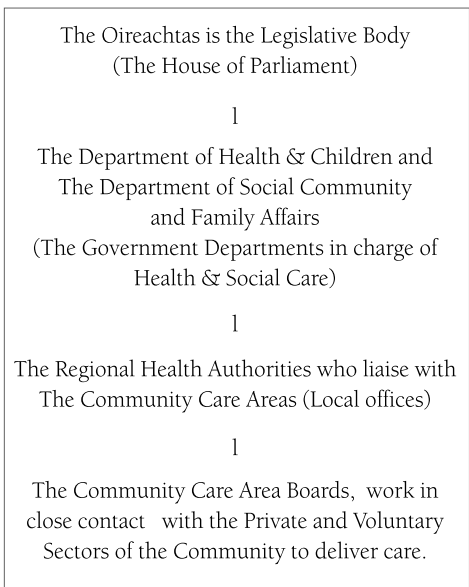 The Oireachtas is the Legislative Body
(The House of Parliament)
l
The Department of Health & Children and
The Department of Social Community
and Family Affairs
(The Government Departments in charge of
Health & Social Care)
l
The Regional Health Authorities who liaise with
The Community Care Areas (Local offices)
l
The Community Care Area Boards, work in
close contact with the Private and Voluntary
Sectors of the Community to deliver care.